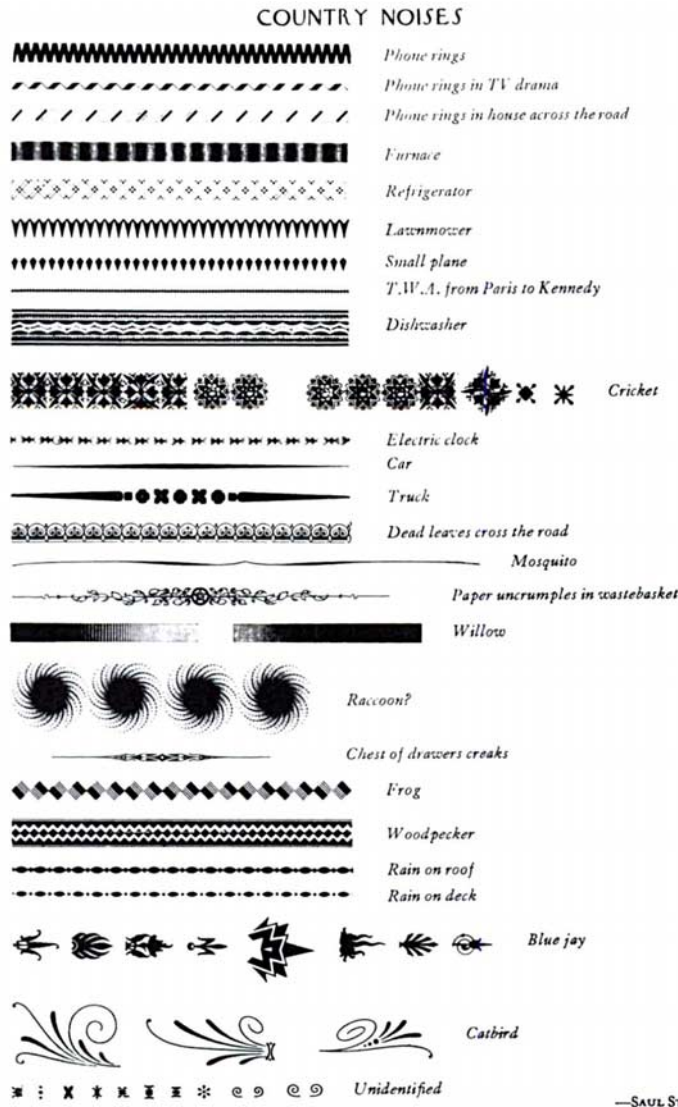 COUNTRY NOISES
Phone rings
Phone rings in TV drama
Phone rings in house across the road
Furnace
Refrigerator
Lawnmower
Small plane
T.W.A. from Paris to Kennedy
Dishwasher
Cricket
Electric clock
Car
Truck
Dead leaves cross the road
Mosquito
Paper uncrumples in wastebasket
Willow
Raccoon?
Chest of drawers creaks
Frog
Woodpecker
Rain on roof
Rain on deck
Blue jay
Catbird
Unidentified
—SAUL